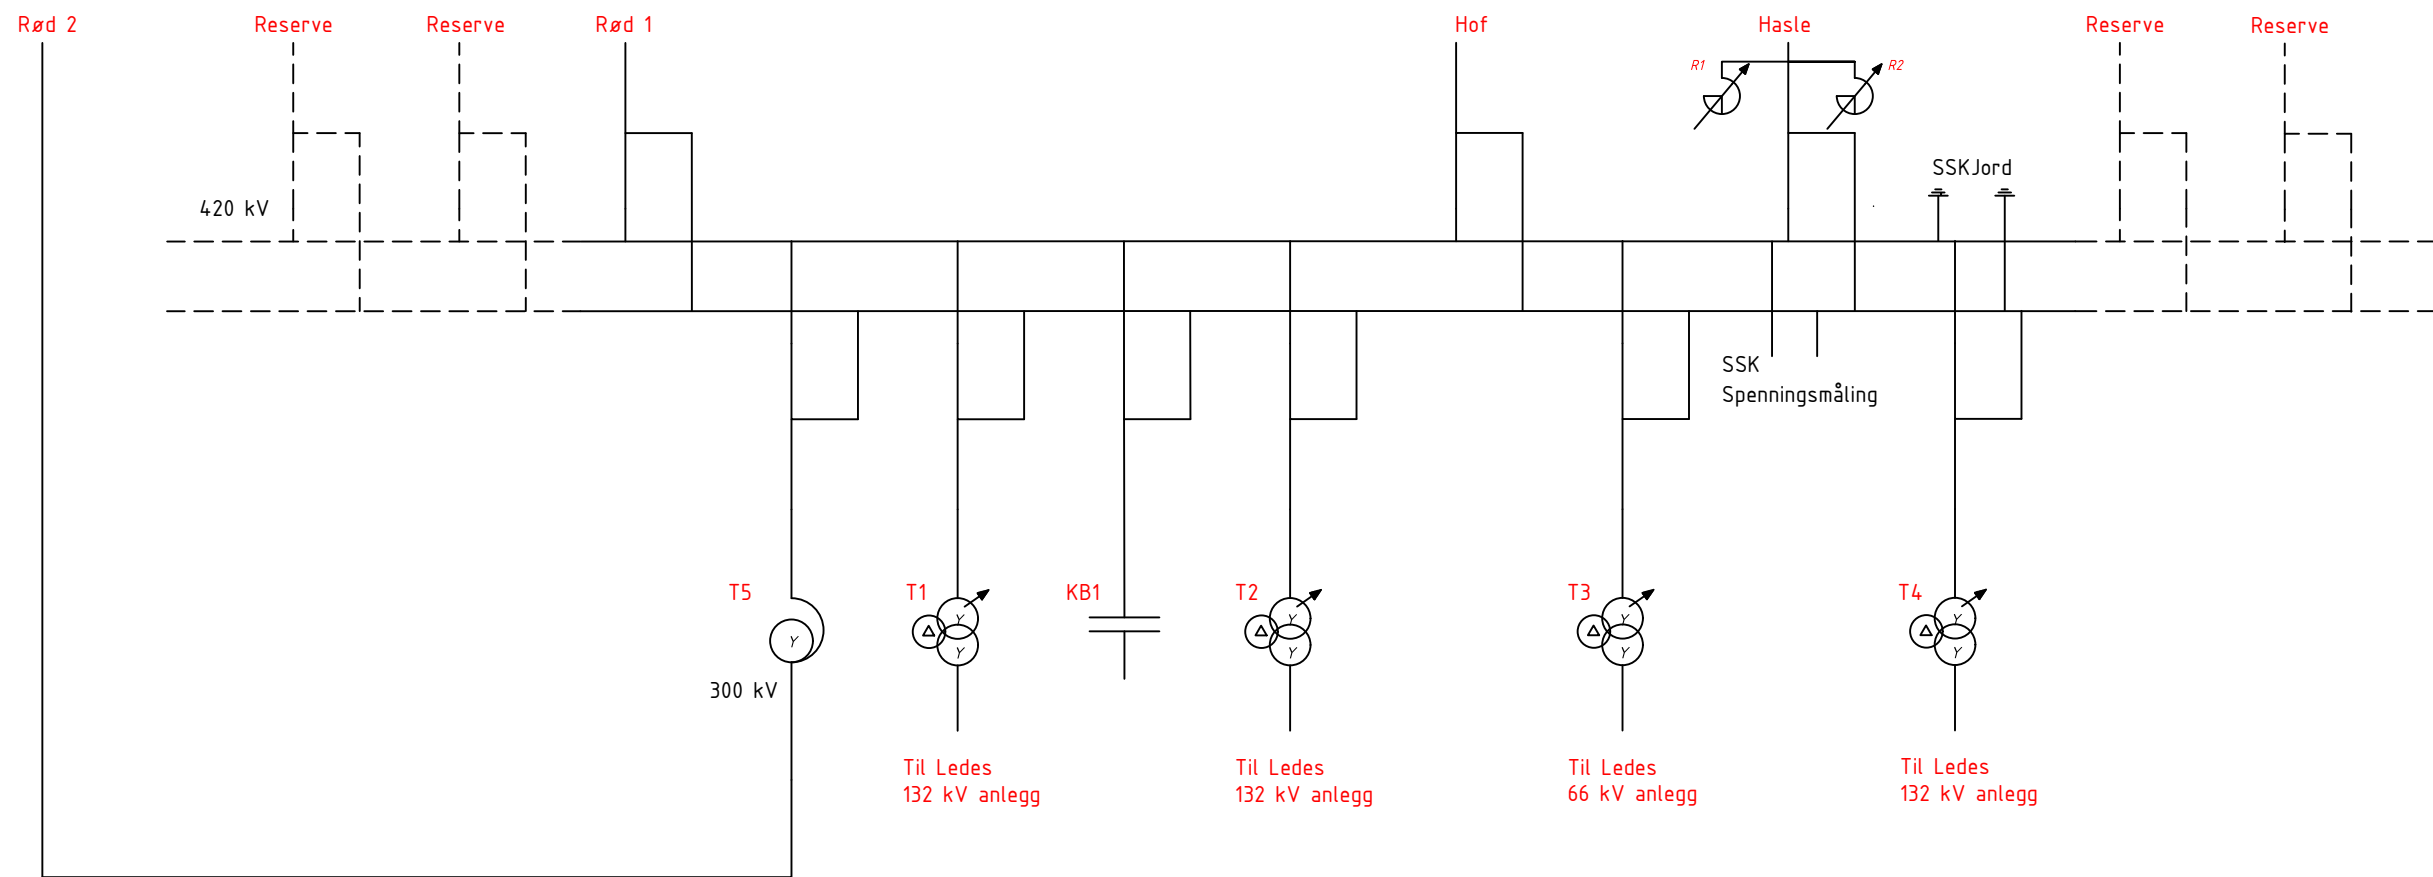 Rød 2
Reserve
Reserve
Rød 1
Hof
Hasle
Reserve
Reserve
R1
R2
SSKJord
420 kV
SSK
Spenningsmåling
T5
T1
KB1
T2
T3
T4
Y
Y
Y
Y
Y
Y
Y
Y
Y
300 kV
Til Ledes
132 kV anlegg
Til Ledes
132 kV anlegg
Til Ledes
66 kV anlegg
Til Ledes
132 kV anlegg